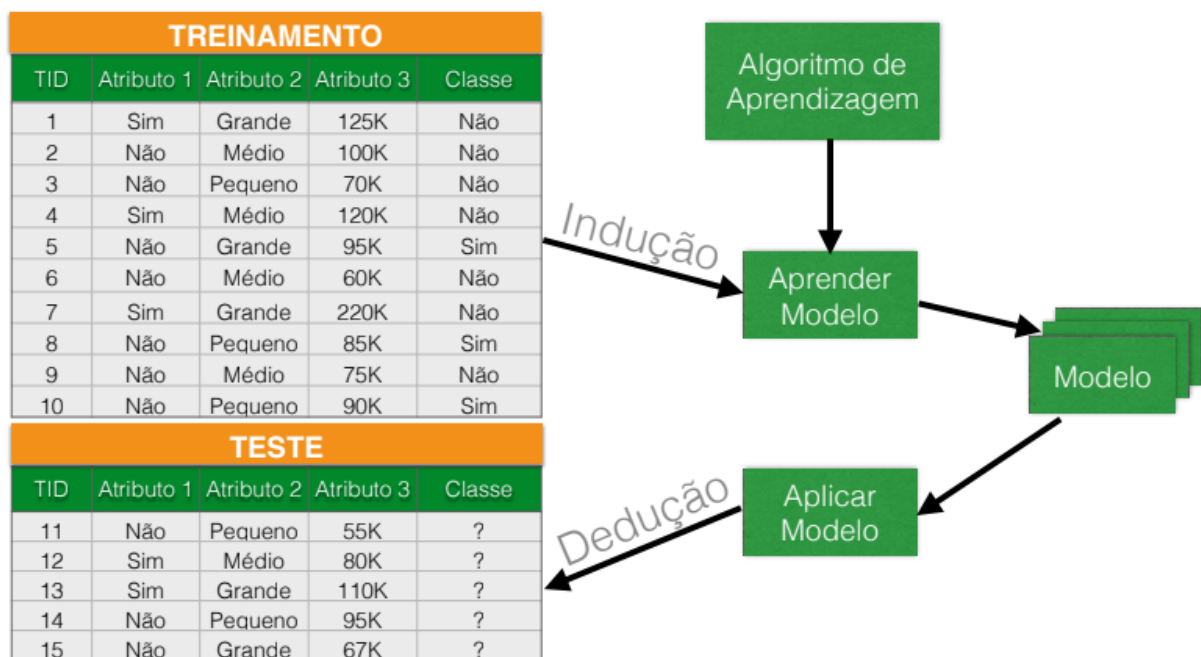 TREINAMENTO
TID Atributo 1 Atributo 2 Atributo 3 Classe
1 Sim Grande 125K Não
2 Não Médio 100K Não
3 Não Pequeno 70K Não
4 Sim Médio 120K Não
5 Não Grande 95K Sim
6 Não Médio 60K Não
7 Sim Grande 220K Não
8 Não Pequeno 85K Sim
9 Não Médio 75K Não
10 Não Pequeno 90K Sim
TESTE
TID Atributo 1 Atributo 2 Atributo 3 Classe
11 Não Pequeno 55K ?
12 Sim Médio 80K ?
13 Sim Grande 110K ?
14 Não Pequeno 95K ?
15 Não Grande 67K ?
Algoritmo de
Aprendizagem
Indução
Aprender
Modelo
Modelo
Aplicar
Modelo
Dedução